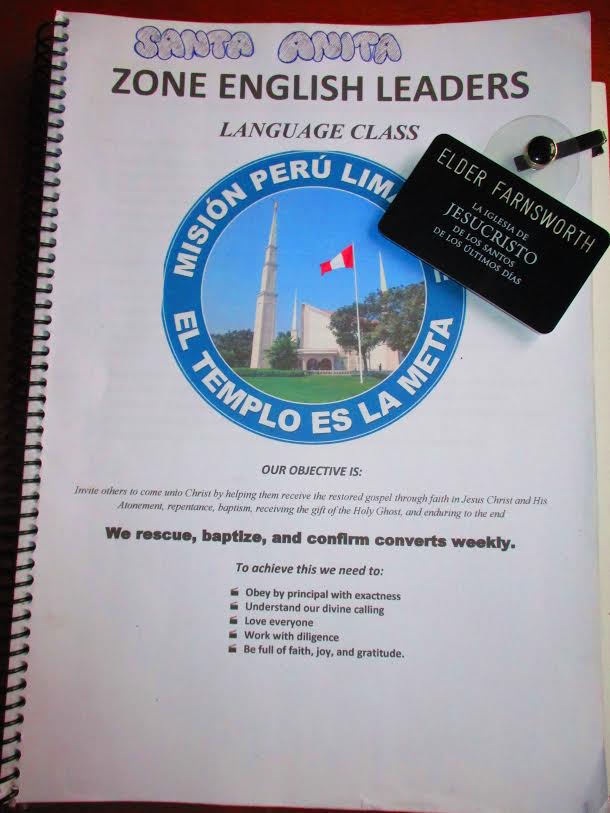 SANTA ANITA
ZONE ENGLISH LEADERS
LANGUAGE CLASS
MISIÓN PERÚ LIMA
EL TEMPLO ES LA META
ELDER FARNSWORTH
LA IGLESIA DE
JESUCRISTO
DE LOS SANTOS
DE LOS ÚLTIMOS DÍAS
OUR OBJECTIVE IS:
Invite others to come unto Christ by helping them receive the restored gospel through faith in Jesus Christ and His
Atonement, repentance, baptism, receiving the gift of the Holy Ghost, and enduring to the end
We rescue, baptize, and confirm converts weekly.
To achieve this we need to:
Obey by principal with exactness
Understand our divine calling
Love everyone
Work with diligence
Be full of faith, joy, and gratitude.